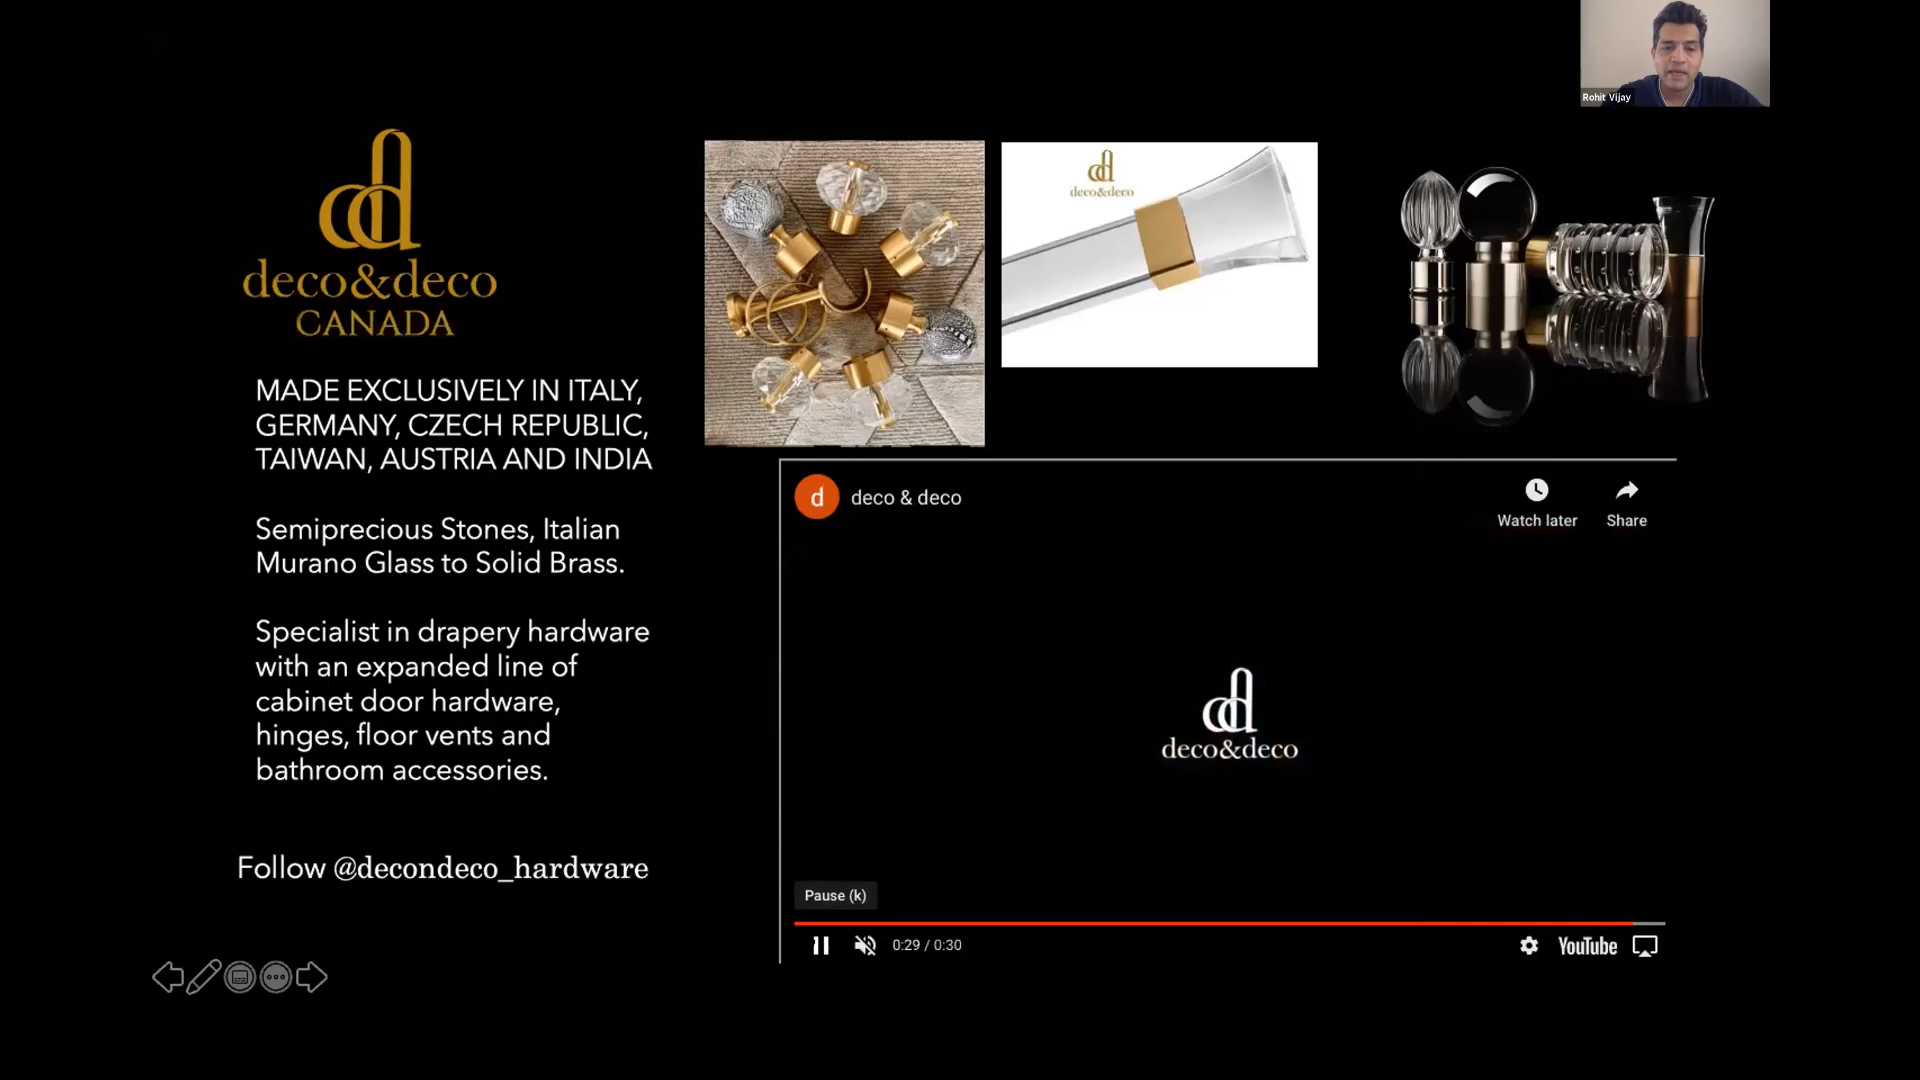 Rohit Vijay
deco&deco
CANADA
deco&deco
MADE EXCLUSIVELY IN ITALY,
GERMANY, CZECH REPUBLIC,
TAIWAN, AUSTRIA AND INDIA
Semiprecious Stones, Italian
Murano Glass to Solid Brass.
Specialist in drapery hardware
with an expanded line of
cabinet door hardware,
hinges, floor vents and
bathroom accessories.
Follow @decondeco_hardware
d
deco & deco
Watch later
Share
deco&deco
Pause (k)
0:29 / 0:30
YouTube